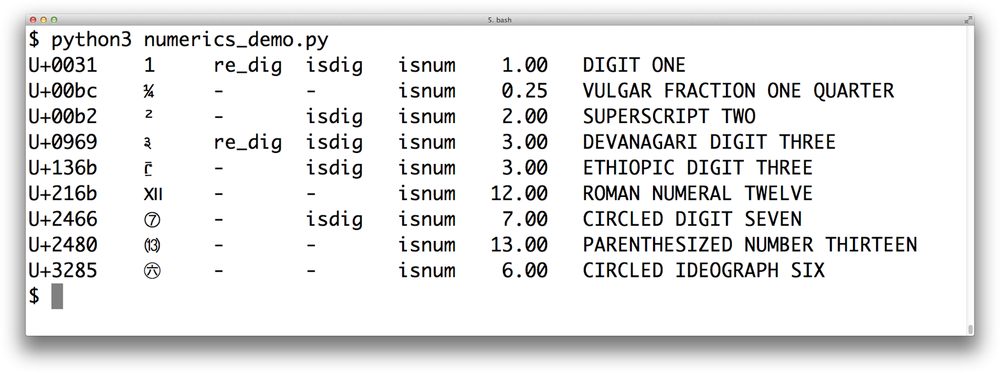 5. bash
$ python3 numerics_demo.py
U+0031 1 re_dig isdig isnum 1.00 DIGIT ONE
U+00bc ¼ - - isnum 0.25 VULGAR FRACTION ONE QUARTER
U+00b2 ² - isdig isnum 2.00 SUPERSCRIPT TWO
U+0969 ३ re_dig isdig isnum 3.00 DEVANAGARI DIGIT THREE
U+136b ፫ - isdig isnum 3.00 ETHIOPIC DIGIT THREE
U+216b Ⅻ - - isnum 12.00 ROMAN NUMERAL TWELVE
U+2466 ⑦ - isdig isnum 7.00 CIRCLED DIGIT SEVEN
U+2480 ⒀ - - isnum 13.00 PARENTHESIZED NUMBER THIRTEEN
U+3285 ㊅ - - isnum 6.00 CIRCLED IDEOGRAPH SIX
$